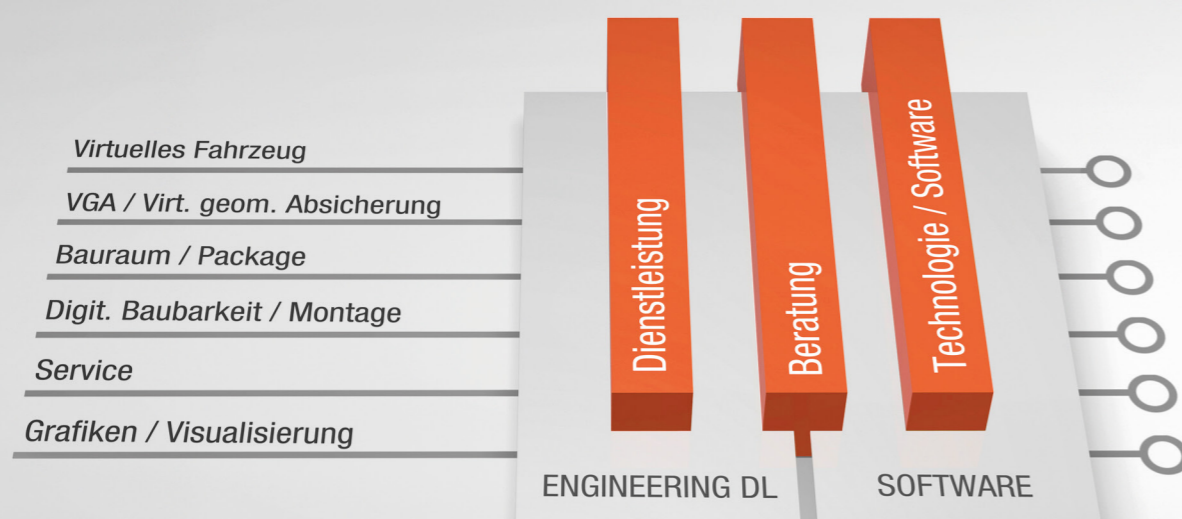 Virtuelles Fahrzeug
VGA / Virt. geom. Absicherung
Bauraum / Package
Digit. Baubarkeit / Montage
Service
Grafiken / Visualisierung
Dienstleistung
Beratung
Technologie / Software
ENGINEERING DL
SOFTWARE